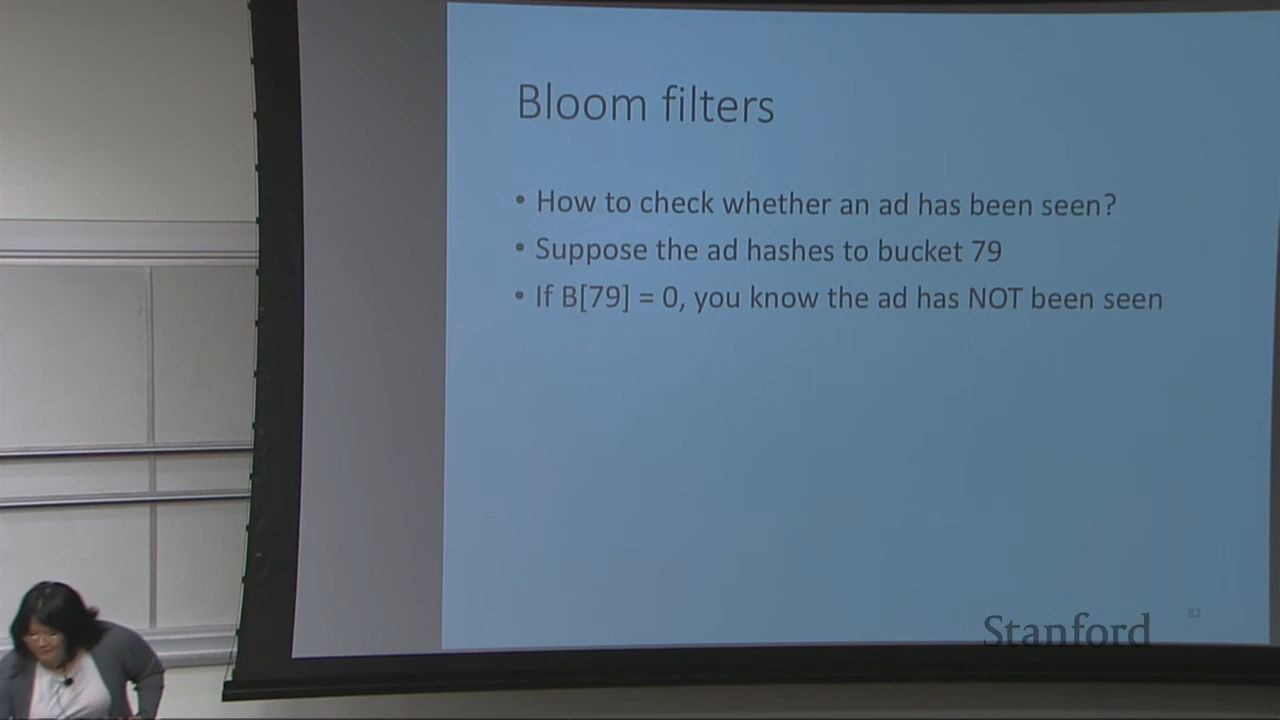 Bloom filters
• How to check whether an ad has been seen?
• Suppose the ad hashes to bucket 79
• If B[79] = 0, you know the ad has NOT been seen
82
Stanford